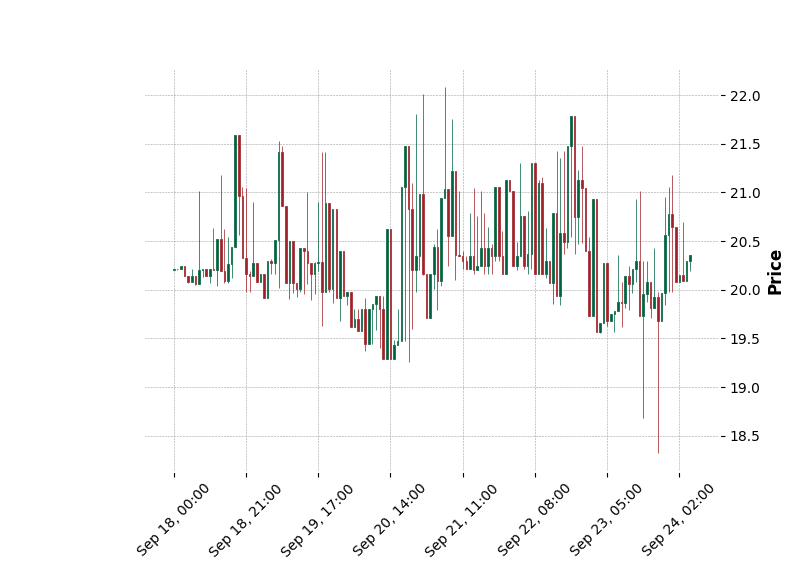 22.0
21.5
21.0
20.5
20.0
19.5
19.0
18.5
Price
Sep 18, 00:00
Sep 18, 21:00
Sep 19, 17:00
Sep 20, 14:00
Sep 21, 11:00
Sep 22, 08:00
Sep 23, 05:00
Sep 24, 02:00